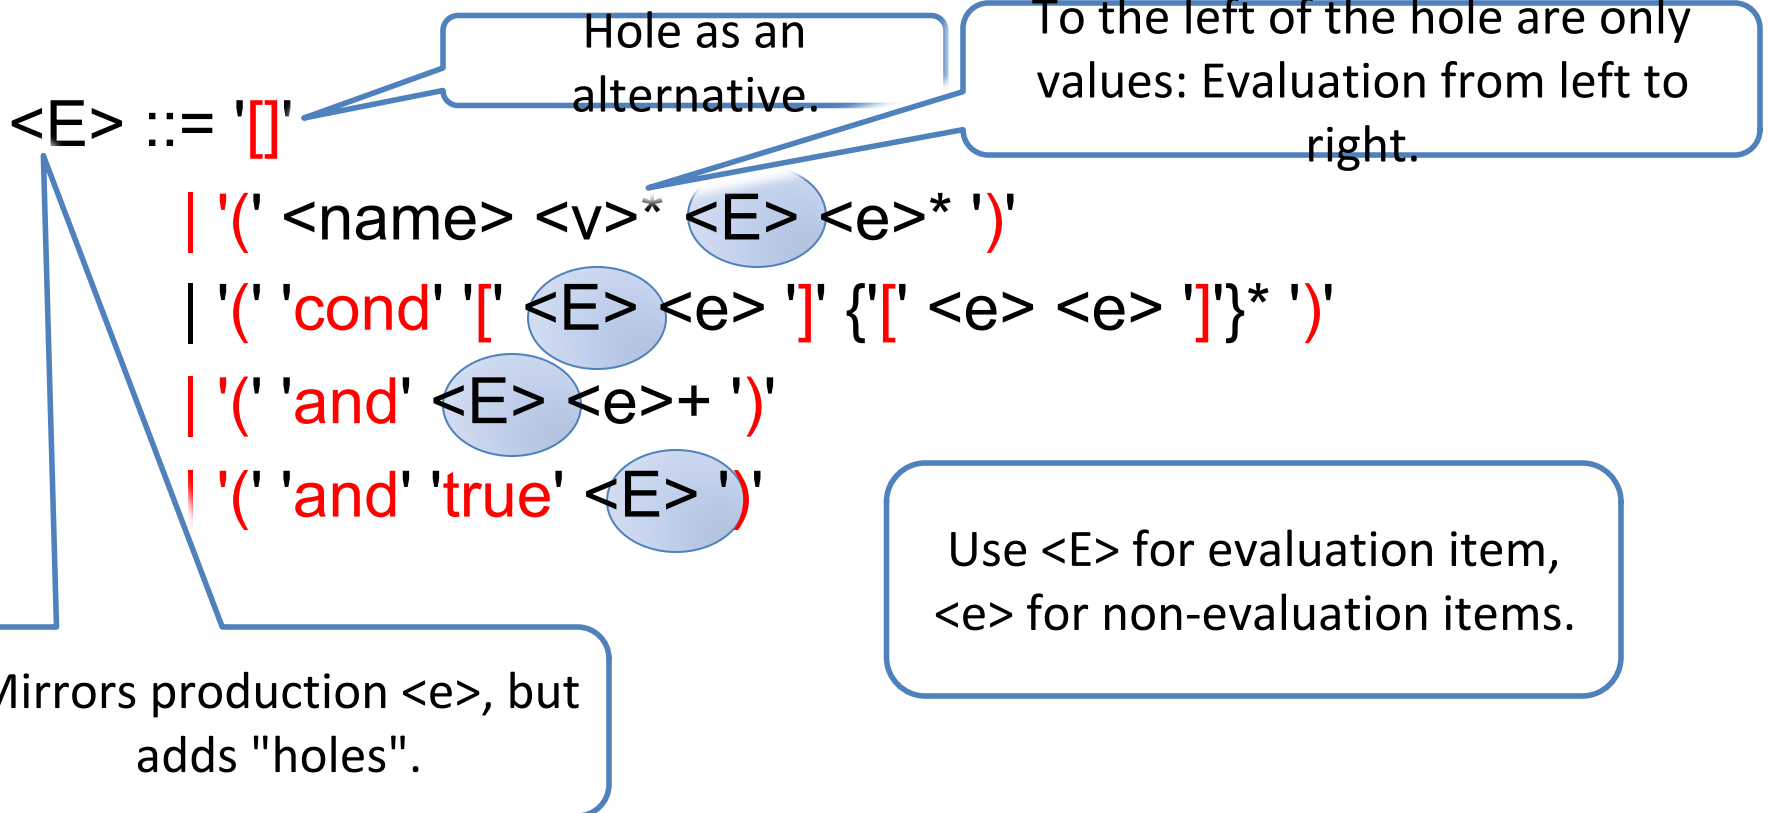 Hole as an
alternative.
To the left of the hole are only
values: Evaluation from left to
right.
<E> ::= '[]'
| '(' <name> <v>* <E> <e>* ')'
| '(' 'cond' '[' <E> <e> ']' {'[' <e> <e> ']'}* ')'
| '(' 'and' <E> <e>+ ')'
| '(' 'and' 'true' <E> ')'
Use <E> for evaluation item,
<e> for non-evaluation items.
Mirrors production <e>, but
adds "holes".